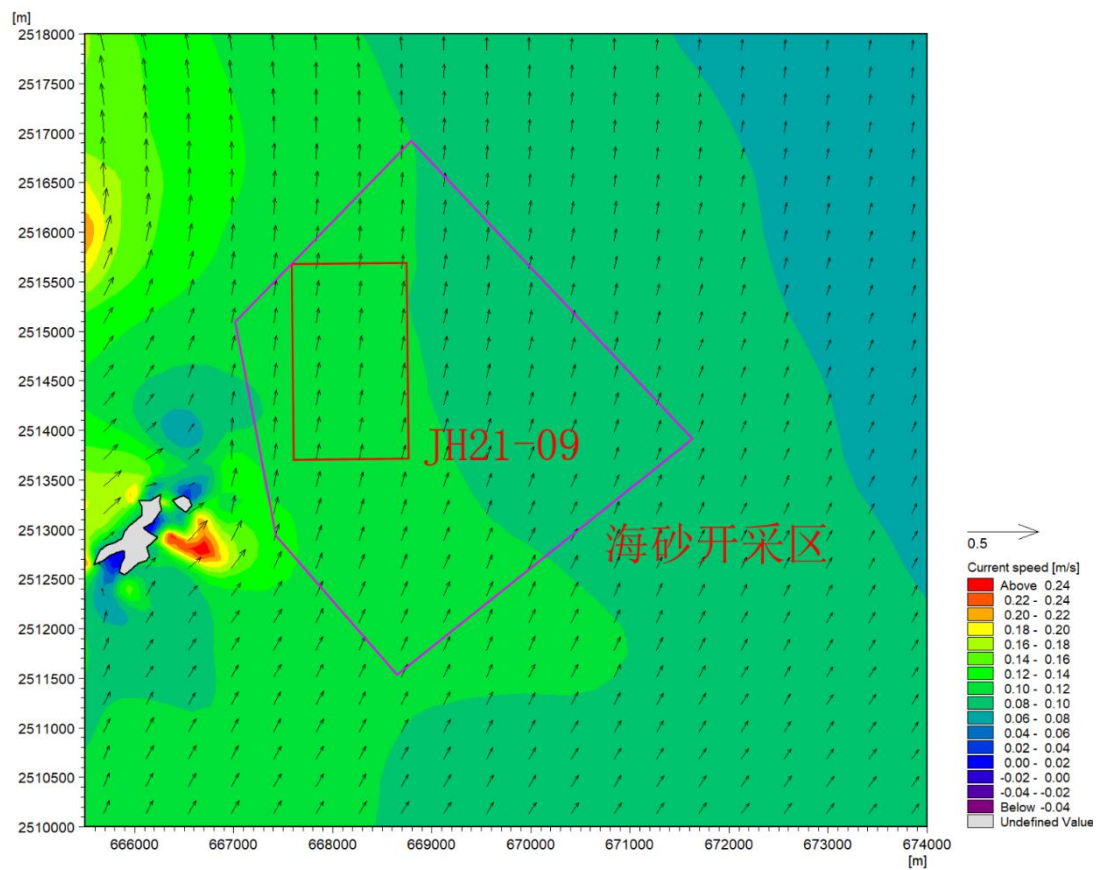 [m]
2518000
2517500
2517000
2516500
2516000
2515500
2515000
2514500
2514000
2513500
2513000
2512500
2512000
2511500
2511000
2510500
2510000
JH21-09
海砂开采区
666000 667000 668000 669000 670000 671000 672000 673000 674000
[m]
0.5
Current speed [m/s]
Above 0.24
0.22 - 0.24
0.20 - 0.22
0.18 - 0.20
0.16 - 0.18
0.14 - 0.16
0.12 - 0.14
0.10 - 0.12
0.08 - 0.10
0.06 - 0.08
0.04 - 0.06
0.02 - 0.04
0.00 - 0.02
-0.02 - 0.00
-0.04 - -0.02
Below -0.04
Undefined Value